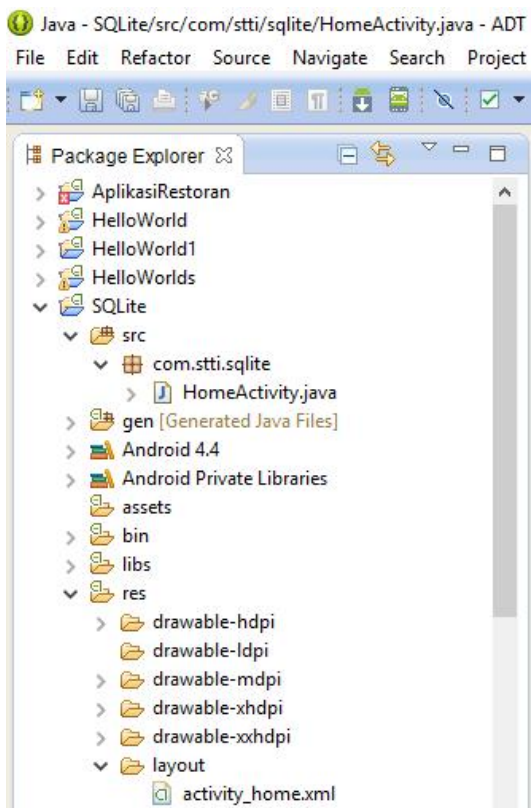 Java - SQLite/src/com/stti/sqlite/HomeActivity.java - ADT
File Edit Refactor Source Navigate Search Project
Package Explorer
AplikasiRestoran
HelloWorld
HelloWorld1
HelloWorlds
SQLite
src
com.stti.sqlite
HomeActivity.java
gen [Generated Java Files]
Android 4.4
Android Private Libraries
assets
bin
libs
res
drawable-hdpi
drawable-ldpi
drawable-mdpi
drawable-xhdpi
drawable-xxhdpi
layout
activity_home.xml